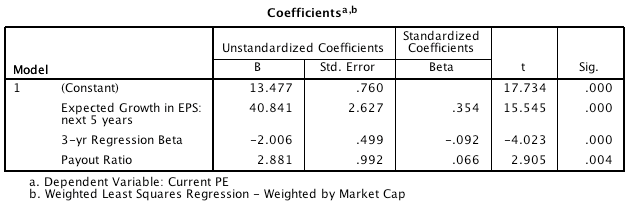 Coefficientsa,b
Unstandardized Coefficients Standardized Coefficients
Model B Std. Error Beta t Sig.
1 (Constant) 13.477 .760 17.734 .000
Expected Growth in EPS: next 5 years 40.841 2.627 .354 15.545 .000
3-yr Regression Beta -2.006 .499 -.092 -4.023 .000
Payout Ratio 2.881 .992 .066 2.905 .004
a. Dependent Variable: Current PE
b. Weighted Least Squares Regression - Weighted by Market Cap